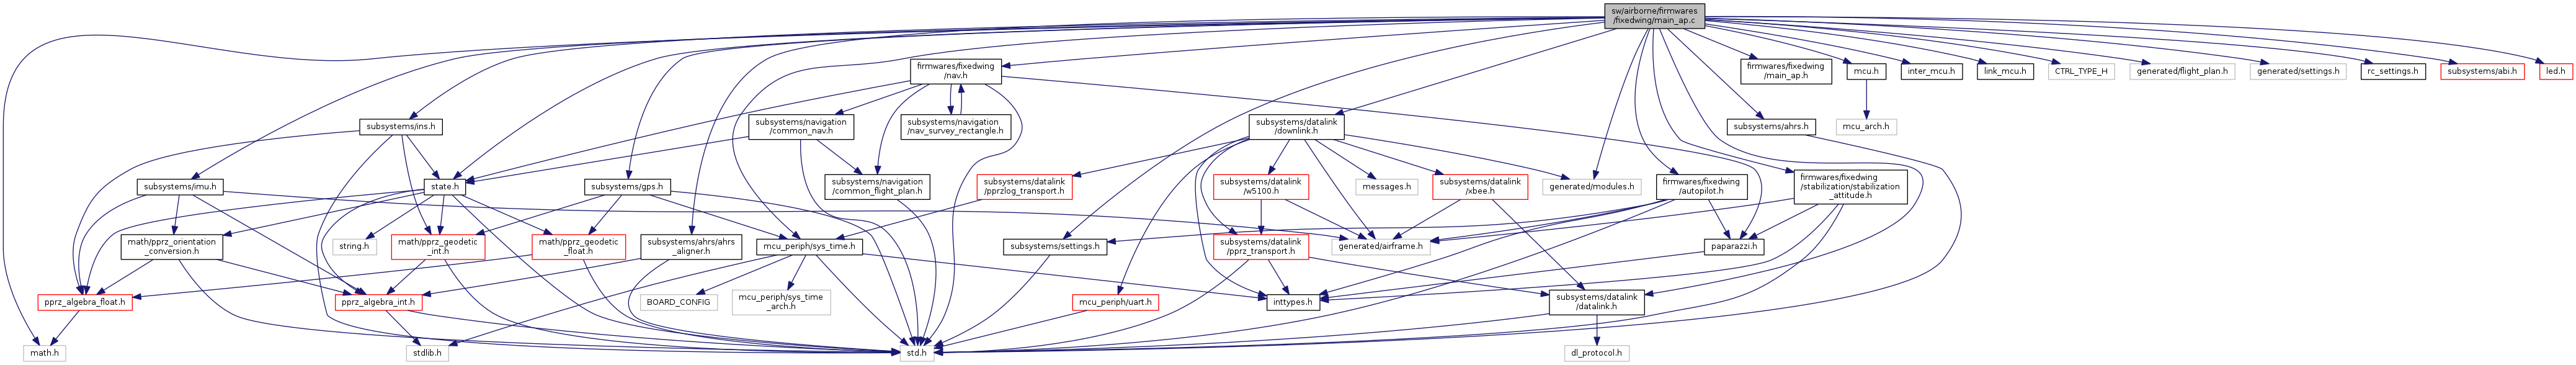 sw/airborne/firmwares
/fixedwing/main_ap.c
firmwares/fixedwing
/nav.h
firmwares/fixedwing
/main_ap.h
mcu.h
inter_mcu.h
link_mcu.h
CTRL_TYPE_H
generated/flight_plan.h
generated/settings.h
rc_settings.h
subsystems/abi.h
led.h
subsystems/ins.h
subsystems/navigation
/common_nav.h
subsystems/navigation
/nav_survey_rectangle.h
subsystems/datalink
/downlink.h
subsystems/ahrs.h
mcu_arch.h
subsystems/imu.h
state.h
subsystems/gps.h
subsystems/navigation
/common_flight_plan.h
subsystems/datalink
/pprzlog_transport.h
subsystems/datalink
/w5100.h
messages.h
subsystems/datalink
/xbee.h
generated/modules.h
firmwares/fixedwing
/autopilot.h
firmwares/fixedwing
/stabilization/stabilization
_attitude.h
math/pprz_orientation
_conversion.h
string.h
math/pprz_geodetic
_int.h
math/pprz_geodetic
_float.h
subsystems/ahrs/ahrs
_aligner.h
mcu_periph/sys_time.h
subsystems/settings.h
subsystems/datalink
/pprz_transport.h
generated/airframe.h
paparazzi.h
pprz_algebra_float.h
pprz_algebra_int.h
BOARD_CONFIG
mcu_periph/sys_time
_arch.h
mcu_periph/uart.h
inttypes.h
subsystems/datalink
/datalink.h
math.h
stdlib.h
std.h
dl_protocol.h